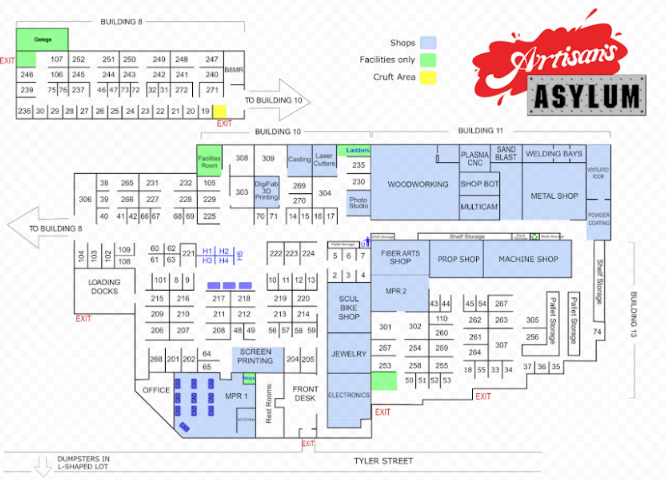 BUILDING 8
Garage
Shops
Facilities only
Cruft Area
Artisan's
ASYLUM
EXIT
107 252 251 250 249 248 247
246 106 245 244 243 242 241 240
B8MR
239 75 76 237 46 47 73 72 32 31 272 271
236 30 29 28 27 26 25 24 23 22 21 20 19
EXIT
TO BUILDING 10
BUILDING 10
BUILDING 11
Facilities Room
308 309
Casting
Laser Cutters
Ladders
235
230
Photo Studio
303
DigiFab 3D Printing
269
270
304
WOODWORKING
PLASMA CNC
SAND BLAST
WELDING BAYS
SHOP BOT
MULTICAM
METAL SHOP
VENTILATED ROOM
POWDER COATING
306
38 265 231 232 105
39 266 227 228 229
40 41 42 66 67 68 69 225
70 71 14 15 16 17
TO BUILDING 8
104 103 102 109
108
60 62
61 63
221
H1 H2
H3 H4
222 223 224
5 6 7
2 3 4
FIBER ARTS SHOP
PROP SHOP
MACHINE SHOP
Shelf Storage
Shelf Storage
LOADING DOCKS
EXIT
101 8 9
10 11 12 13
215 216 217 218 219 220
209 210 211 212 213 214
206 207 208 48 49 56 57 58 59
SCUL BIKE SHOP
MPR 2
43 44 45 54 267
301 302 110 262 263 305
32 260 264
257 254 261 307 256
253 258 259
Pallet Storage
Pallet Storage
74
BUILDING 13
268 201 202 64
65
SCREEN PRINTING
204 205
JEWELRY
ELECTRONICS
50 51 52 53
18 55 33 34
37 36 35
EXIT
EXIT
OFFICE
MPR 1
KITCHEN
Rest Rooms
FRONT DESK
EXIT
DUMPSTERS IN
L-SHAPED LOT
TYLER STREET